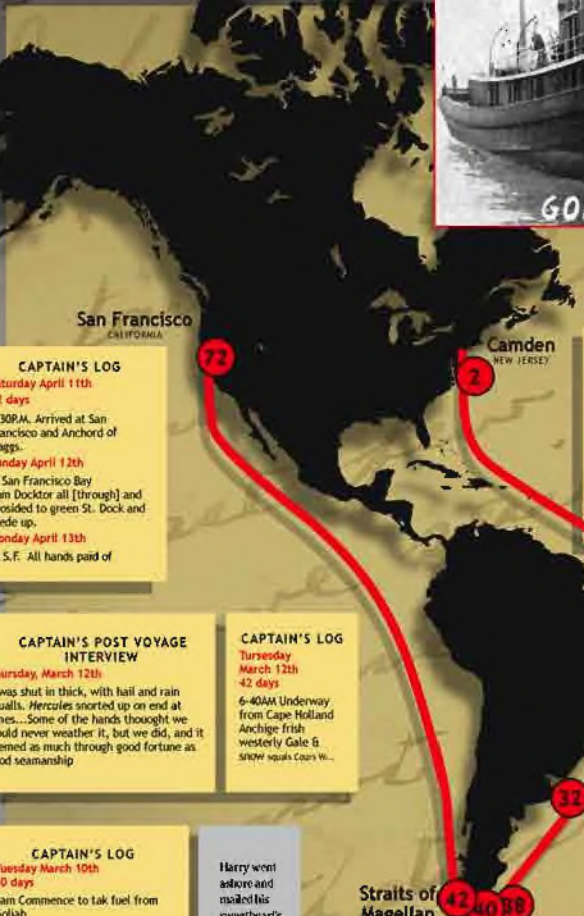 GO
San Francisco
CALIFORNIA
72
Camden
NEW JERSEY
2
CAPTAIN'S LOG
aturday April 11th
days
30P.M. Arrived at San
ancisco and Anchord of
aggs.
nday April 12th
San Francisco Bay
am Docktor all [through] and
osided to green St. Dock and
ede up.
onday April 13th
S.F. All hands paid of
CAPTAIN'S POST VOYAGE
INTERVIEW
ursday, March 12th
was shut in thick, with hail and rain
ualls. Hercules snorted up on end at
mes...Some of the hands thouoght we
ould never weather it, but we did, and it
emed as much through good fortune as
od seamanship
CAPTAIN'S LOG
Tursesday
March 12th
42 days
6-40AM Underway
from Cape Holland
Anchige frish
westerly Gale &
snow squals Cours W...
32
CAPTAIN'S LOG
uesday March 10th
0 days
am Commence to tak fuel from
oliah
Harry went
ashore and
mailed his
sweetheart's
Straits of
Magellan
42
40
38